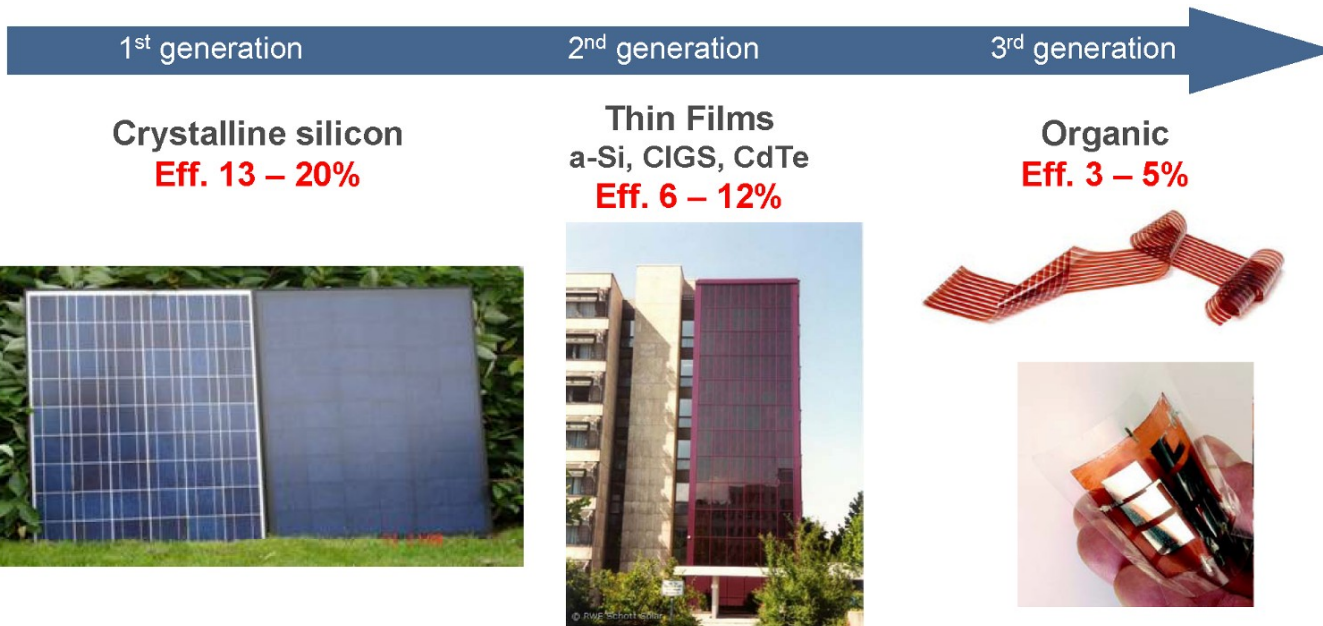 1st generation
2nd generation
3rd generation
Crystalline silicon
Eff. 13 – 20%
Thin Films
a-Si, CIGS, CdTe
Eff. 6 – 12%
Organic
Eff. 3 – 5%
© RWE Schott Solar